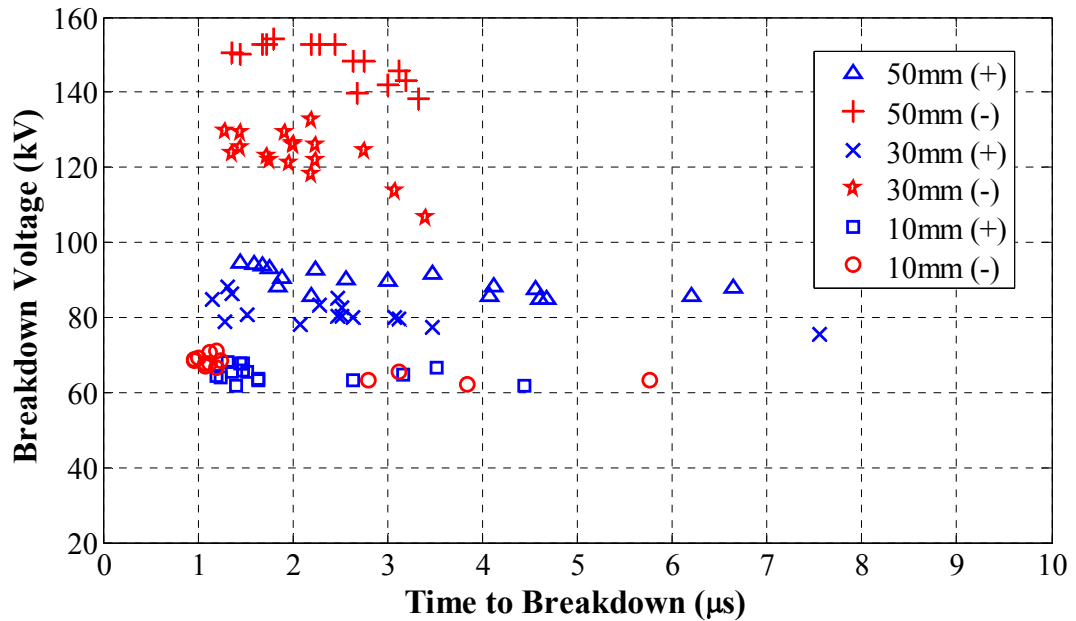 160
140
120
100
80
60
40
20
0 1 2 3 4 5 6 7 8 9 10
Breakdown Voltage (kV)
Time to Breakdown (μs)
50mm (+)
50mm (-)
30mm (+)
30mm (-)
10mm (+)
10mm (-)